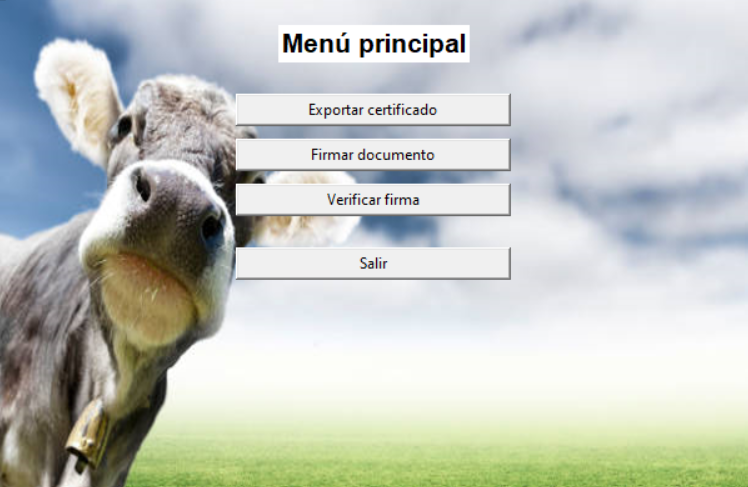 Menú principal
Exportar certificado
Firmar documento
Verificar firma
Salir